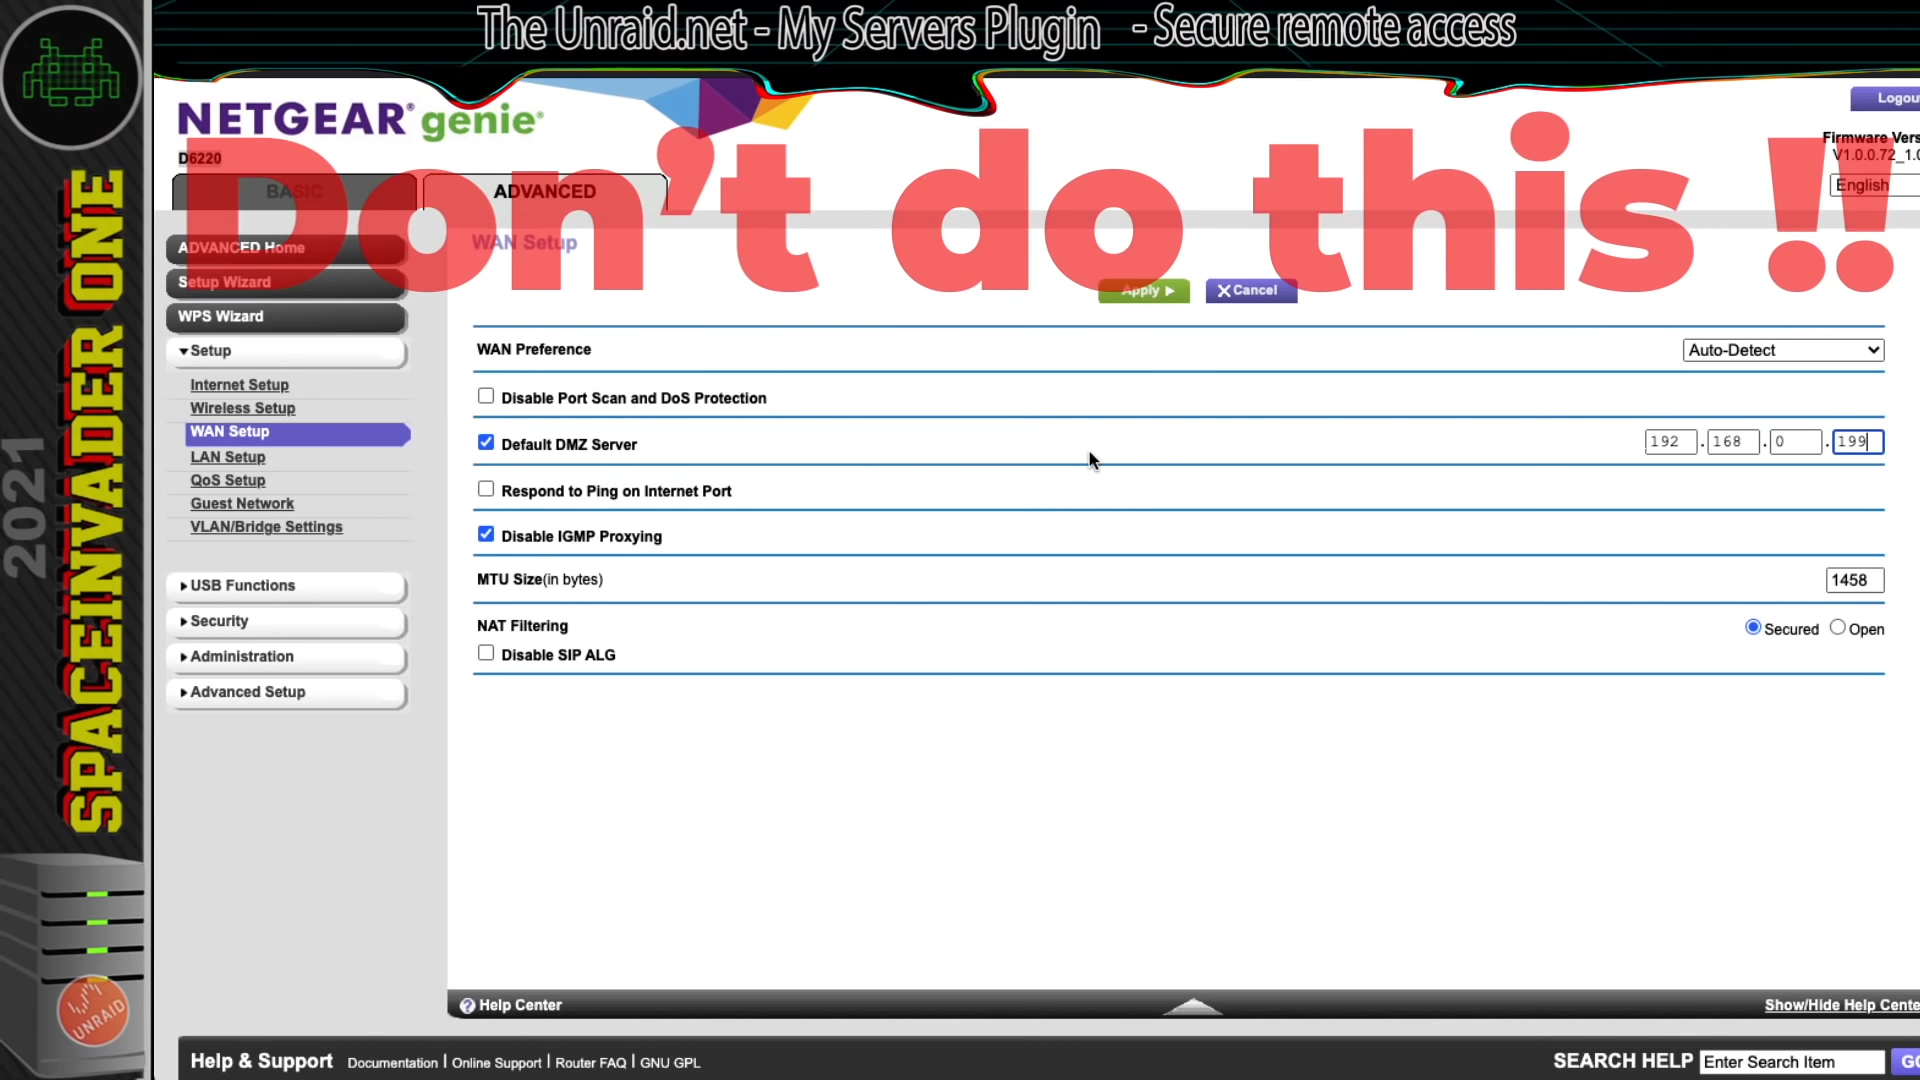 The Unraid.net - My Servers Plugin - Secure remote access
2021
SPACEINVADER ONE
UNRAID
NETGEAR® genie®
D6220
Don't do this !!
Logou
Firmware Vers
V1.0.0.72_1.0
English
BASIC
ADVANCED
ADVANCED Home
Setup Wizard
WPS Wizard
Setup
Internet Setup
Wireless Setup
WAN Setup
LAN Setup
QoS Setup
Guest Network
VLAN/Bridge Settings
USB Functions
Security
Administration
Advanced Setup
WAN Setup
Apply
Cancel
WAN Preference
Auto-Detect
Disable Port Scan and DoS Protection
Default DMZ Server
192 . 168 . 0 . 199
Respond to Ping on Internet Port
Disable IGMP Proxying
MTU Size(in bytes)
1458
NAT Filtering
Secured Open
Disable SIP ALG
? Help Center
Show/Hide Help Cente
Help & Support Documentation | Online Support | Router FAQ | GNU GPL
SEARCH HELP Enter Search Item GO